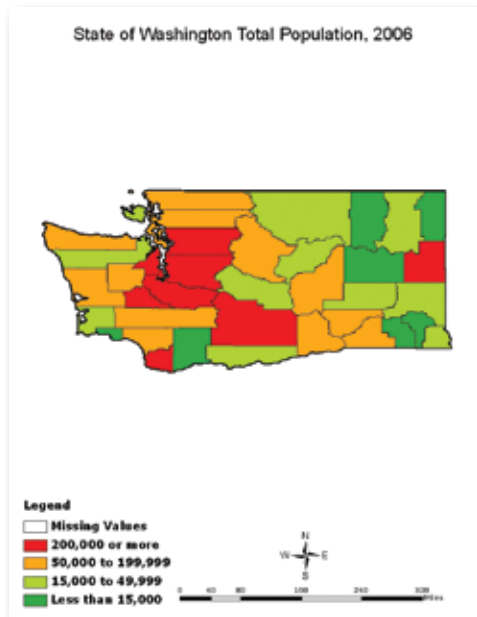 State of Washington Total Population, 2006
Legend
Missing Values
200,000 or more
50,000 to 199,999
15,000 to 49,999
Less than 15,000
N
W E
S
0 40 80 160 240 320
Miles